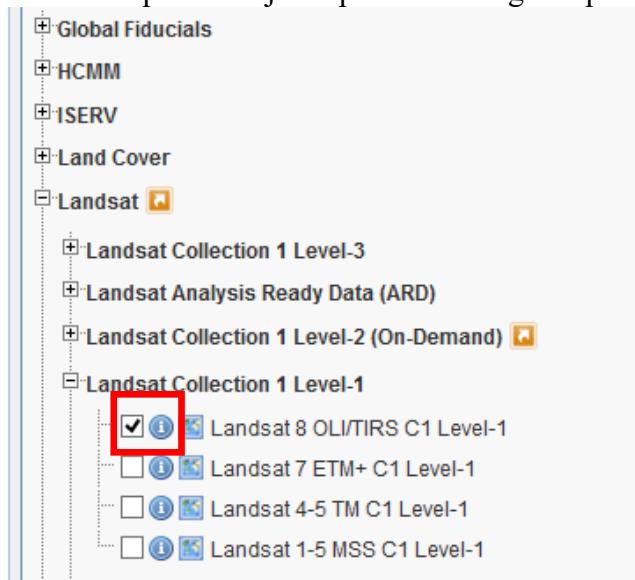 Global Fiducials
HCMM
ISERV
Land Cover
Landsat
Landsat Collection 1 Level-3
Landsat Analysis Ready Data (ARD)
Landsat Collection 1 Level-2 (On-Demand)
Landsat Collection 1 Level-1
Landsat 8 OLI/TIRS C1 Level-1
Landsat 7 ETM+ C1 Level-1
Landsat 4-5 TM C1 Level-1
Landsat 1-5 MSS C1 Level-1